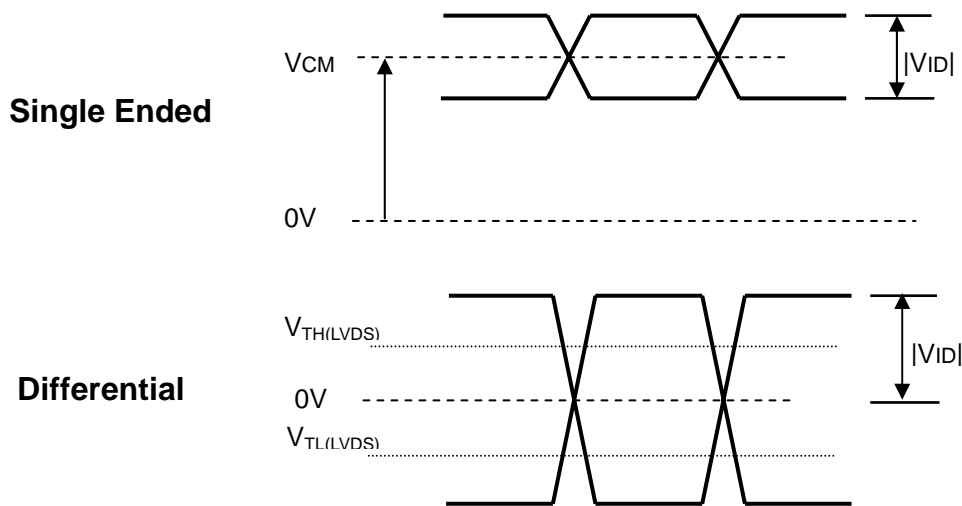 VCM
|VID|
Single Ended
0V
VTH(LVDS)
|VID|
Differential
0V
VTL(LVDS)